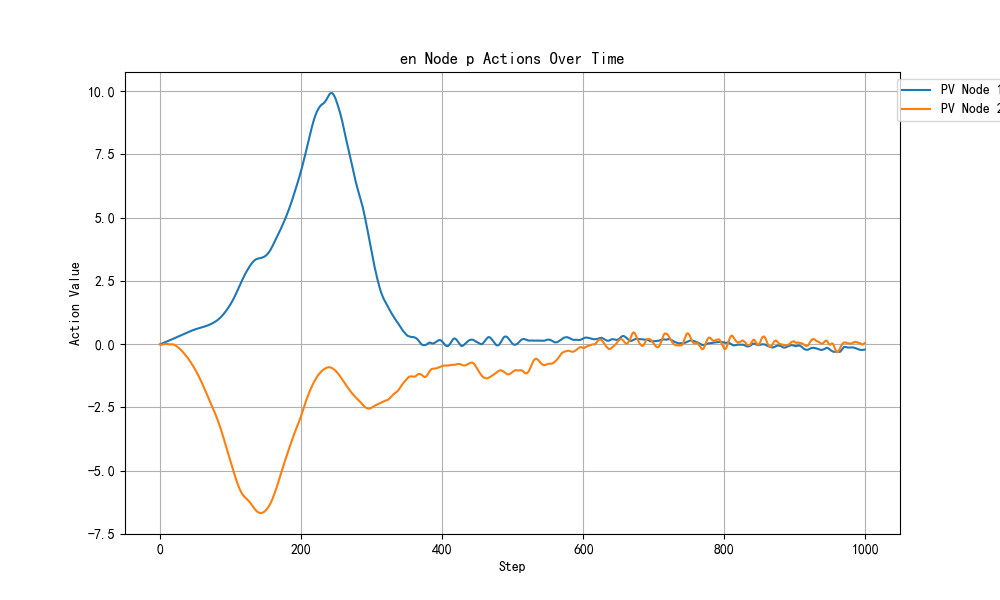 en Node p Actions Over Time
PV Node 1
PV Node 2
Action Value
10.0
7.5
5.0
2.5
0.0
−2.5
−5.0
−7.5
0 200 400 600 800 1000
Step